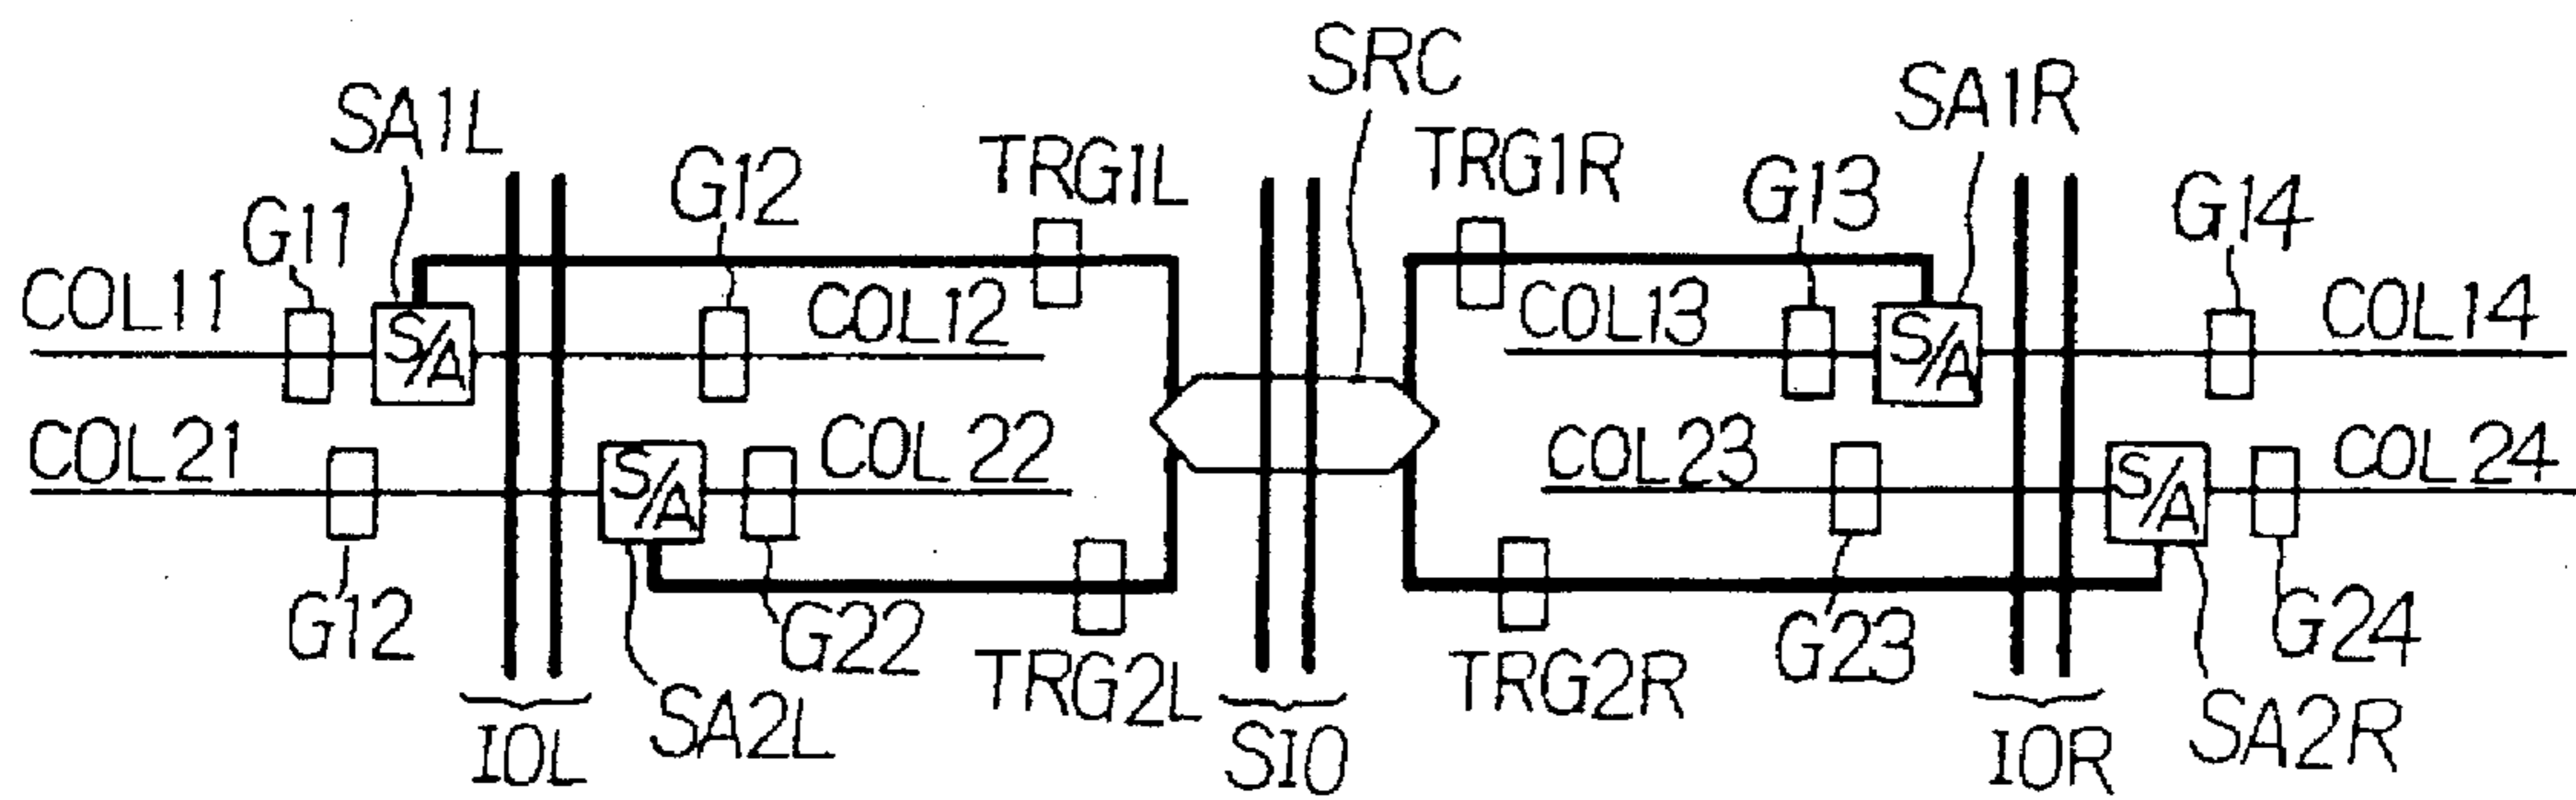 SRC
SA1L
SA1R
TRG1L
TRG1R
G12
G13
G14
G11
COL11
COL12
COL13
COL14
S/A
S/A
COL21
COL22
COL23
COL24
S/A
S/A
G12
G22
G23
G24
TRG2L
TRG2R
SA2L
SA2R
IOL
SIO
IOR